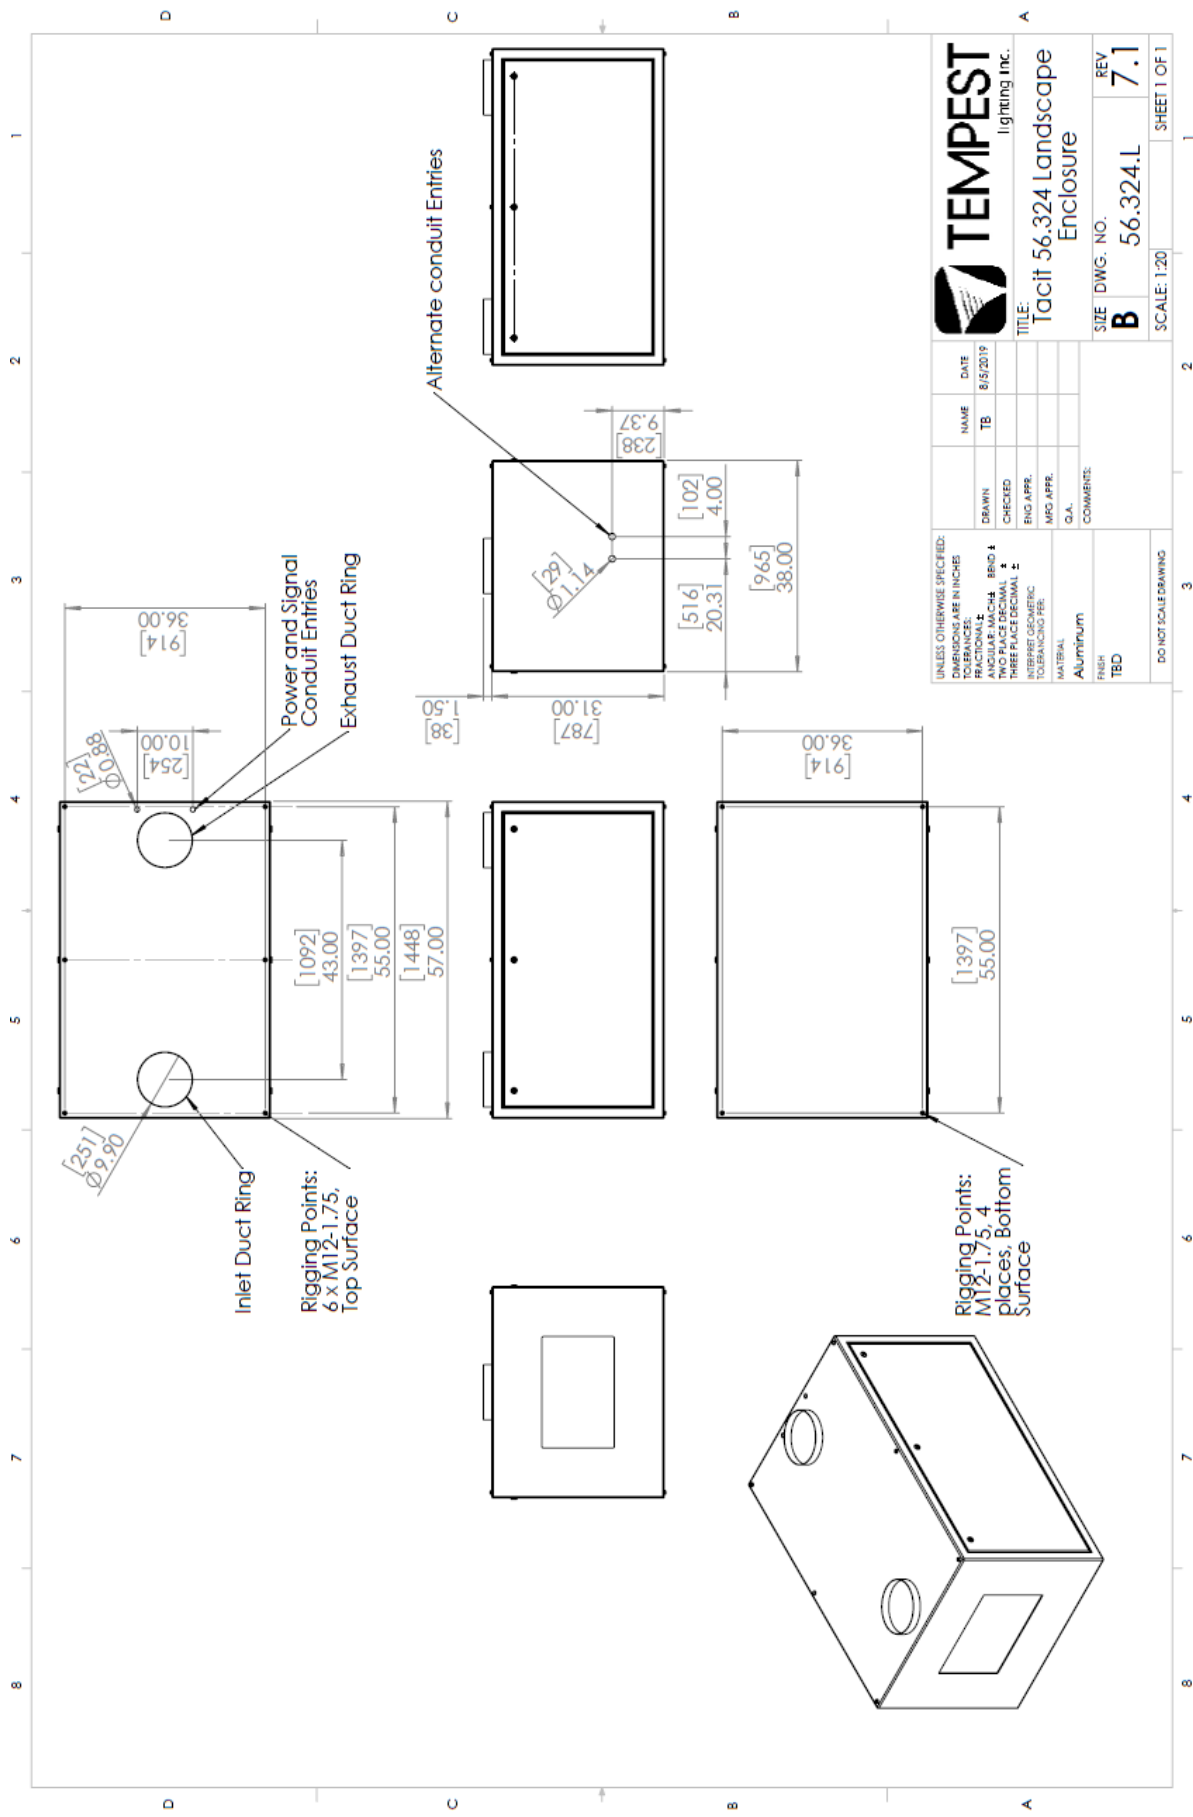 8
7
6
5
4
3
2
1
D
C
B
A
[251]
Ø9.90
Inlet Duct Ring
Rigging Points:
6 x M12-1.75,
Top Surface
[1092]
43.00
[1397]
55.00
[1448]
57.00
[22]
Ø0.88
[254]
10.00
[914]
36.00
Power and Signal
Conduit Entries
Exhaust Duct Ring
[38]
1.50
[787]
31.00
[29]
Ø1.14
[516]
20.31
[102]
4.00
[965]
38.00
[238]
9.37
Alternate conduit Entries
Rigging Points:
M12-1.75, 4
places, Bottom
Surface
[1397]
55.00
[914]
36.00
UNLESS OTHERWISE SPECIFIED:
DIMENSIONS ARE IN INCHES
TOLERANCES:
FRACTIONAL±
ANGULAR: MACH± BEND ±
TWO PLACE DECIMAL ±
THREE PLACE DECIMAL ±
INTERPRET GEOMETRIC
TOLERANCING PER:
MATERIAL
Aluminum
FINISH
TBD
DO NOT SCALE DRAWING
NAME DATE
DRAWN TB 8/5/2019
CHECKED
ENG APPR.
MFG APPR.
Q.A.
COMMENTS:
TEMPEST
lighting inc.
TITLE:
Tacit 56.324 Landscape
Enclosure
SIZE DWG. NO. REV
B 56.324.L 7.1
SCALE: 1:20 SHEET 1 OF 1
8
7
6
5
4
3
2
1
D
C
B
A